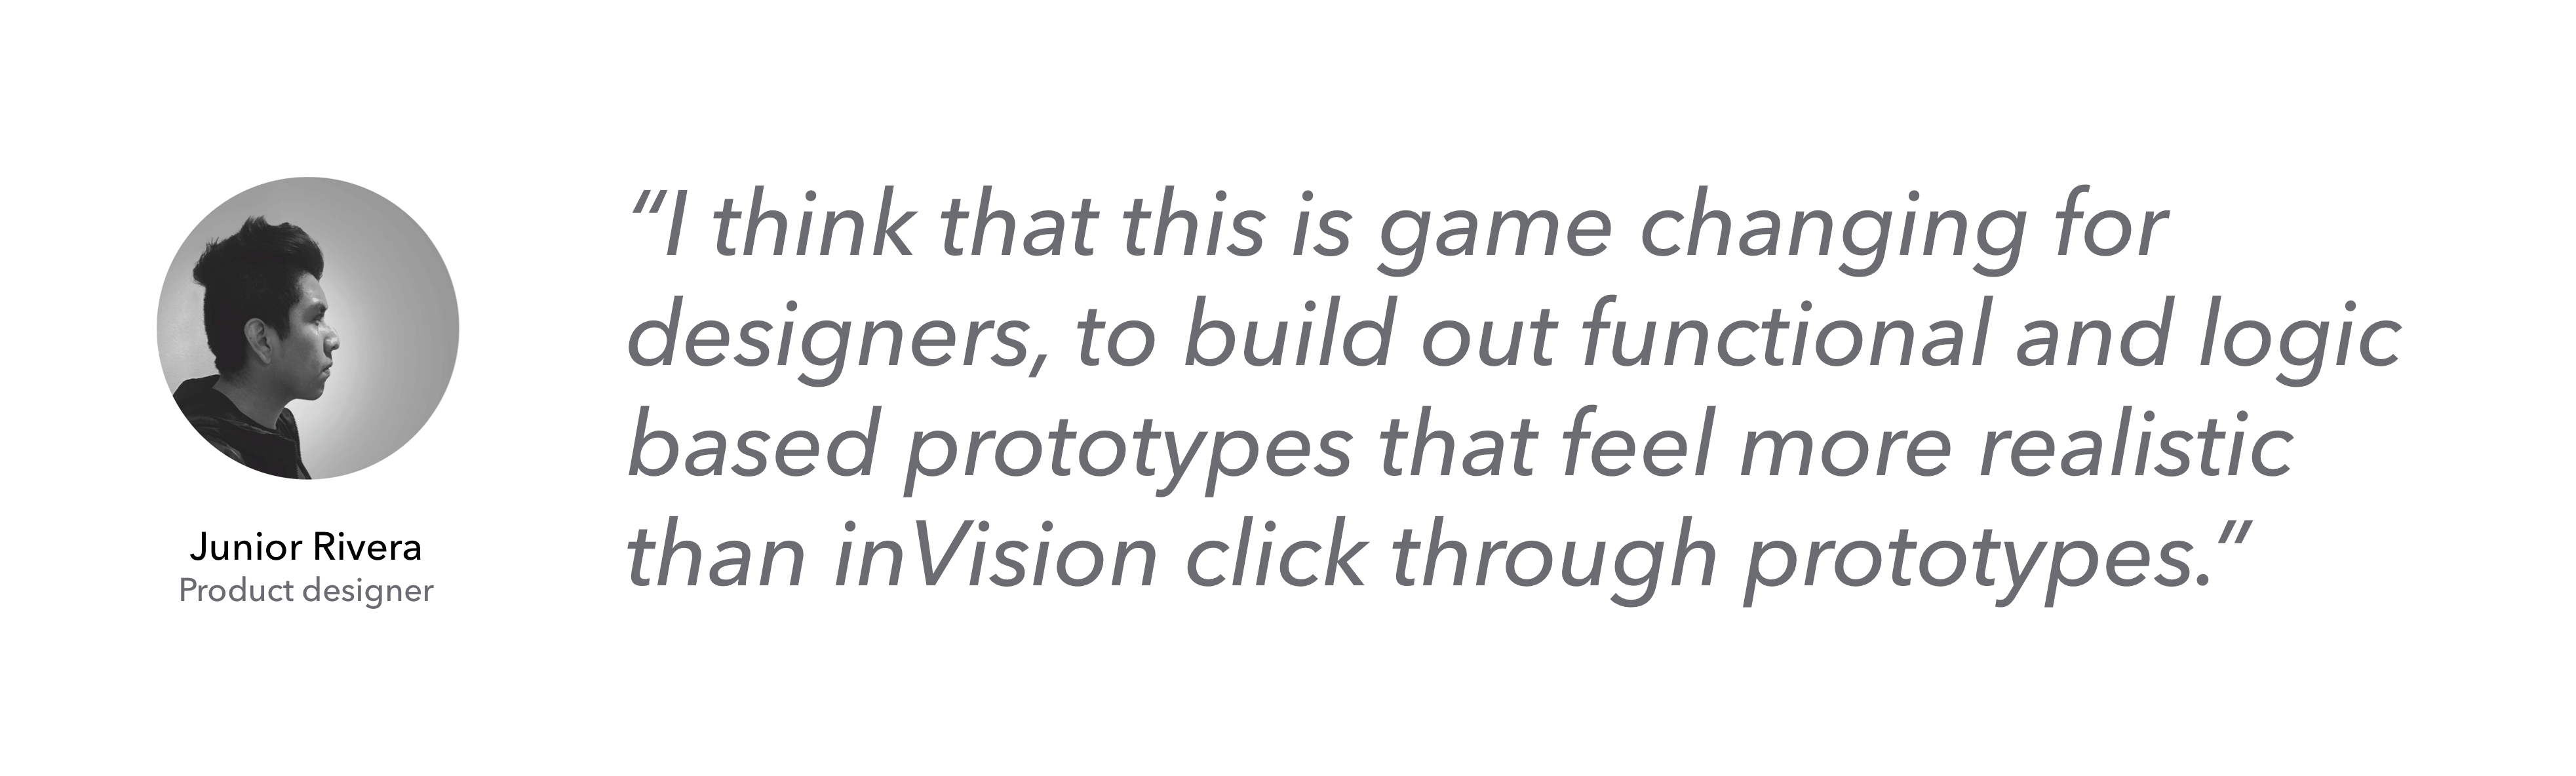 Junior Rivera
Product designer
“I think that this is game changing for
designers, to build out functional and logic
based prototypes that feel more realistic
than inVision click through prototypes.”